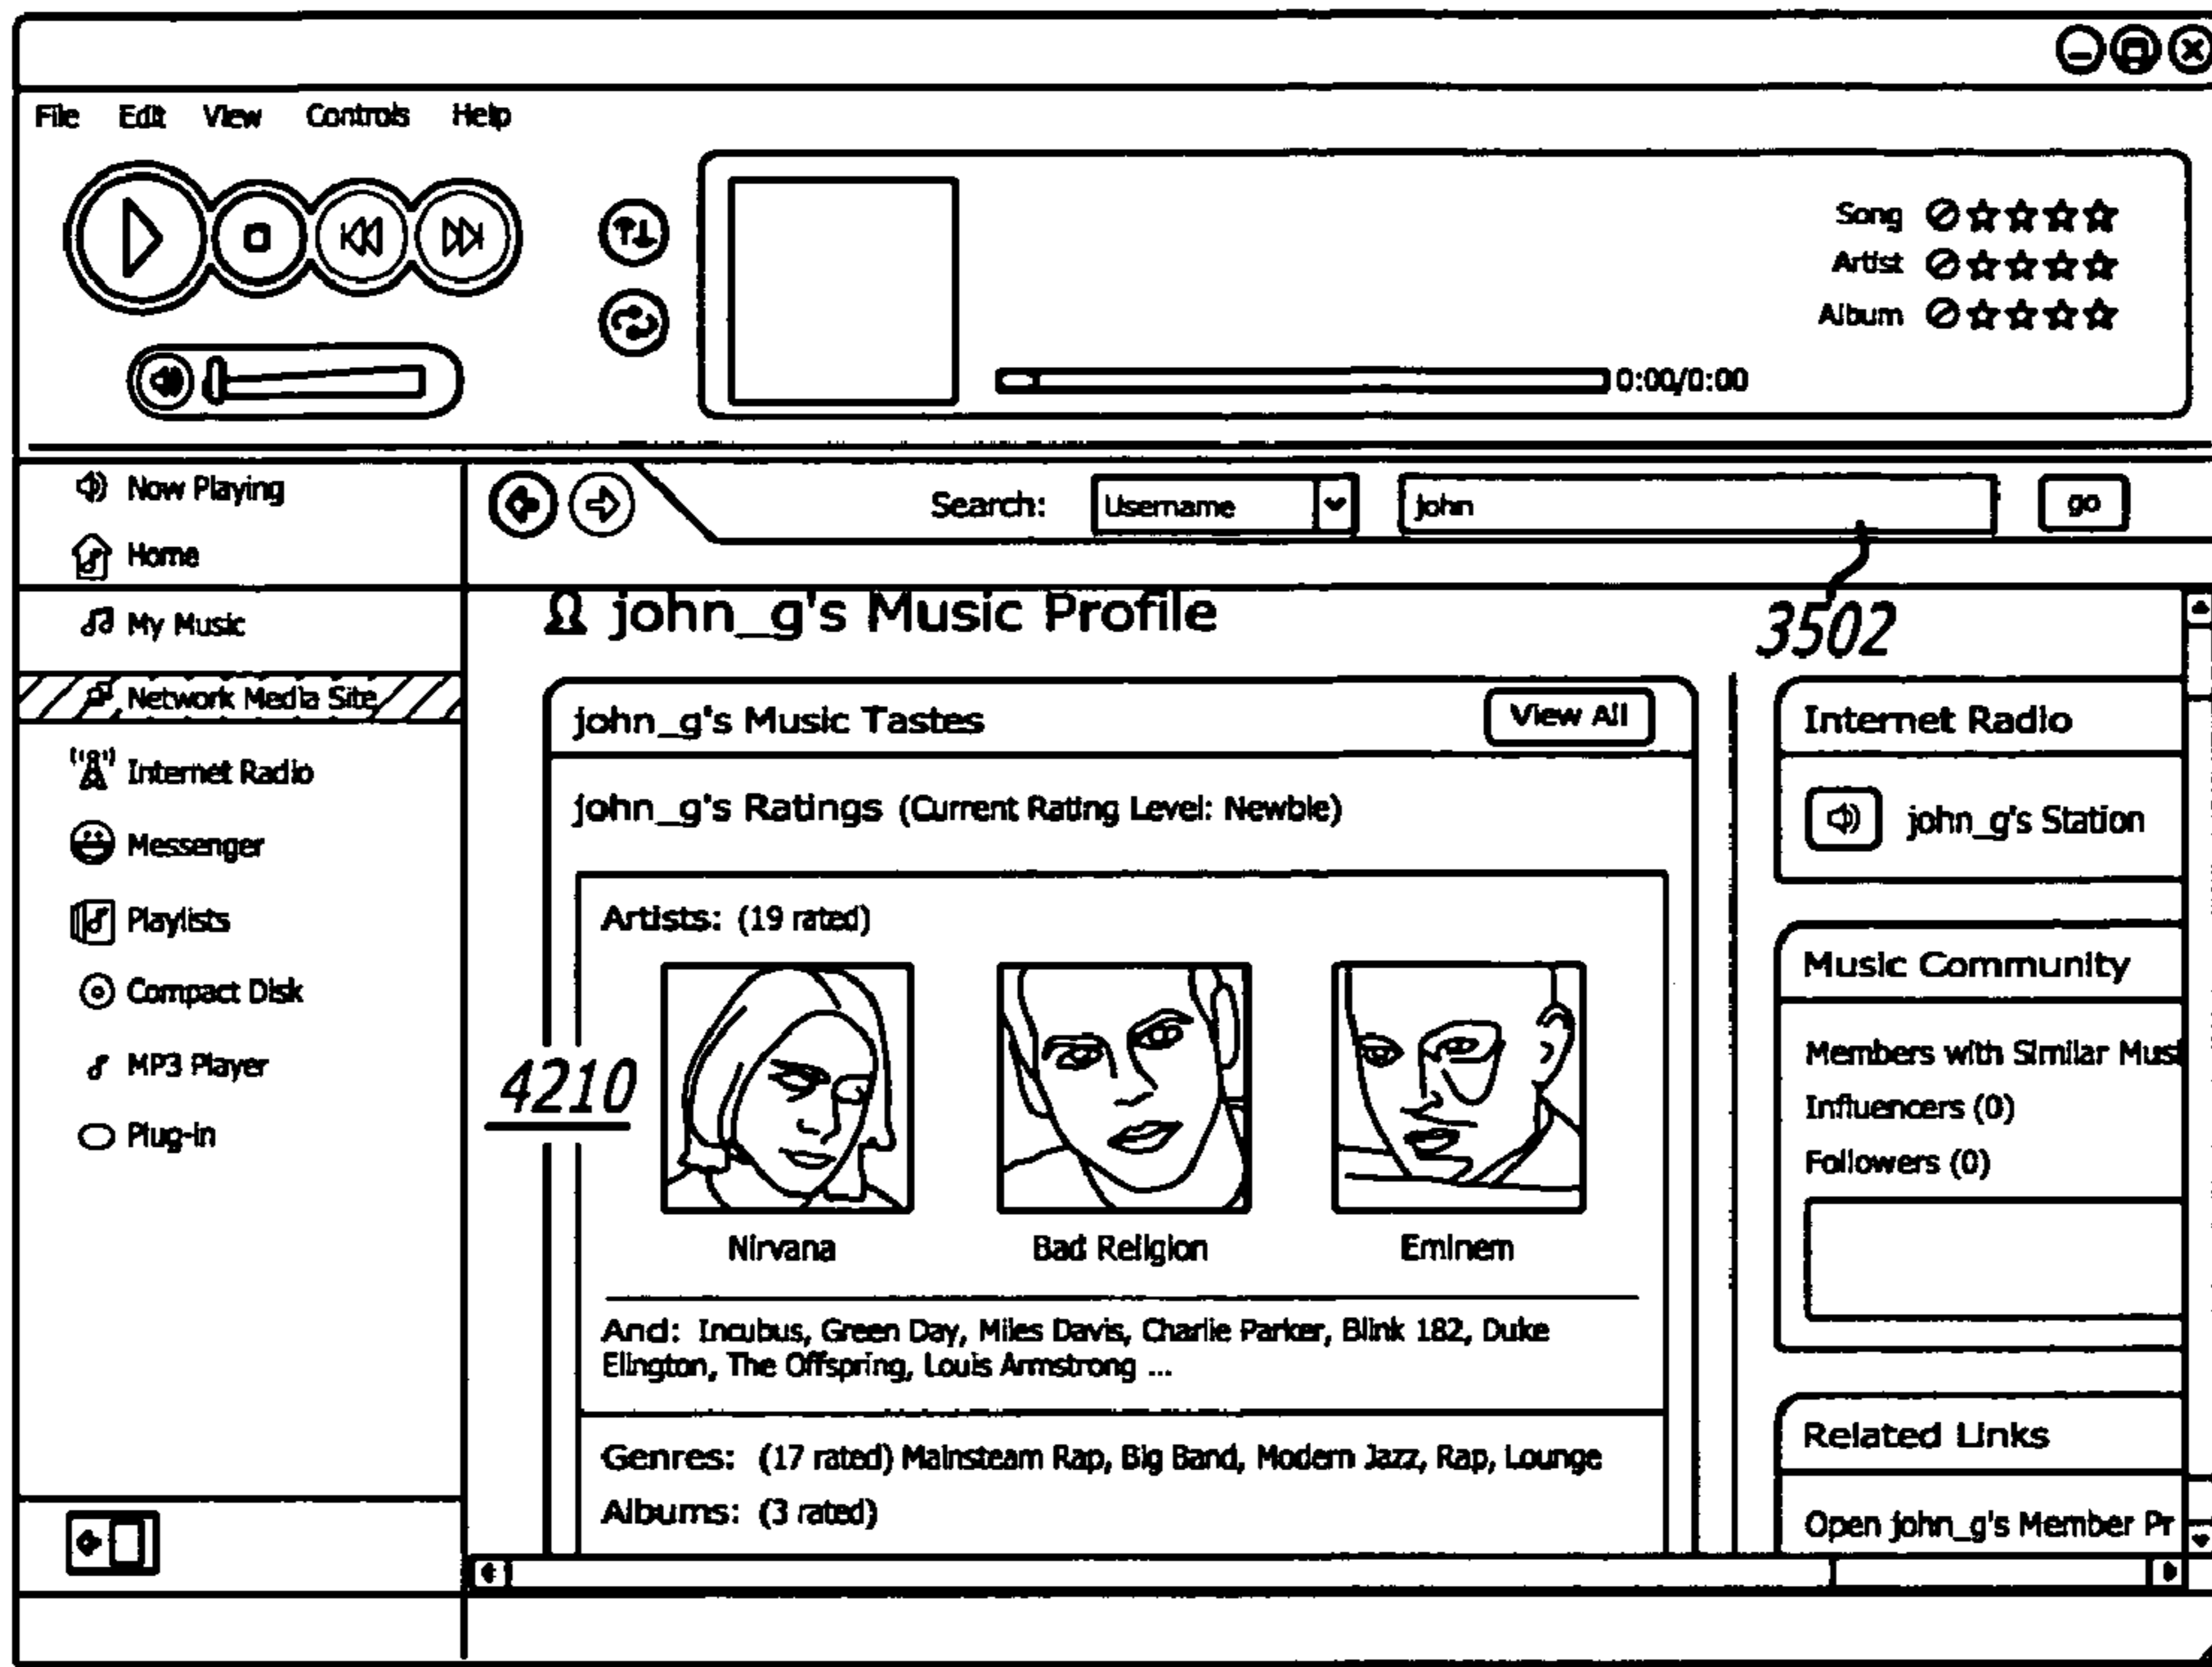 File Edit View Controls Help
Song
Artist
Album
0:00/0:00
Now Playing
Home
My Music
Network Media Site
Internet Radio
Messenger
Playlists
Compact Disk
MP3 Player
Plug-in
Search: Username john go
3502
john_g's Music Profile
john_g's Music Tastes View All
john_g's Ratings (Current Rating Level: Newbie)
Artists: (19 rated)
4210
Nirvana Bad Religion Eminem
And: Incubus, Green Day, Miles Davis, Charlie Parker, Blink 182, Duke
Elington, The Offspring, Louis Armstrong ...
Genres: (17 rated) Mainsteam Rap, Big Band, Modern Jazz, Rap, Lounge
Albums: (3 rated)
Internet Radio
john_g's Station
Music Community
Members with Similar Musi
Influencers (0)
Followers (0)
Related Links
Open john_g's Member Pr